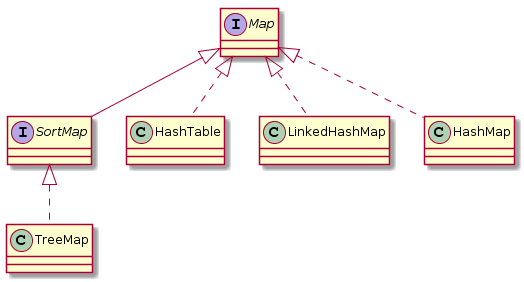 I Map
I SortMap
C HashTable
C LinkedHashMap
C HashMap
C TreeMap